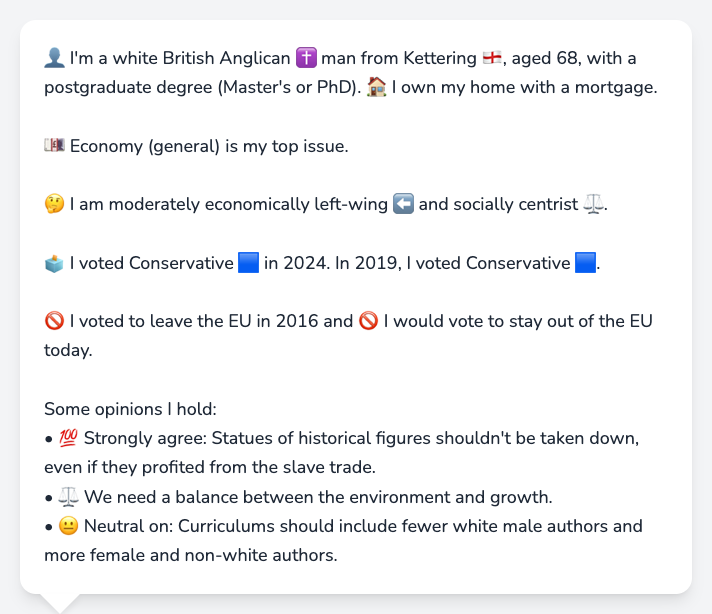 👤 I'm a white British Anglican ✝️ man from Kettering 🏴󠁧󠁢󠁥󠁮󠁧󠁿, aged 68, with a
postgraduate degree (Master's or PhD). 🏠 I own my home with a mortgage.
💷 Economy (general) is my top issue.
🤔 I am moderately economically left-wing ⬅️ and socially centrist ⚖️.
🗳️ I voted Conservative 🟦 in 2024. In 2019, I voted Conservative 🟦.
🚫 I voted to leave the EU in 2016 and 🚫 I would vote to stay out of the EU
today.
Some opinions I hold:
• 💯 Strongly agree: Statues of historical figures shouldn't be taken down,
even if they profited from the slave trade.
• ⚖️ We need a balance between the environment and growth.
• 😐 Neutral on: Curriculums should include fewer white male authors and
more female and non-white authors.